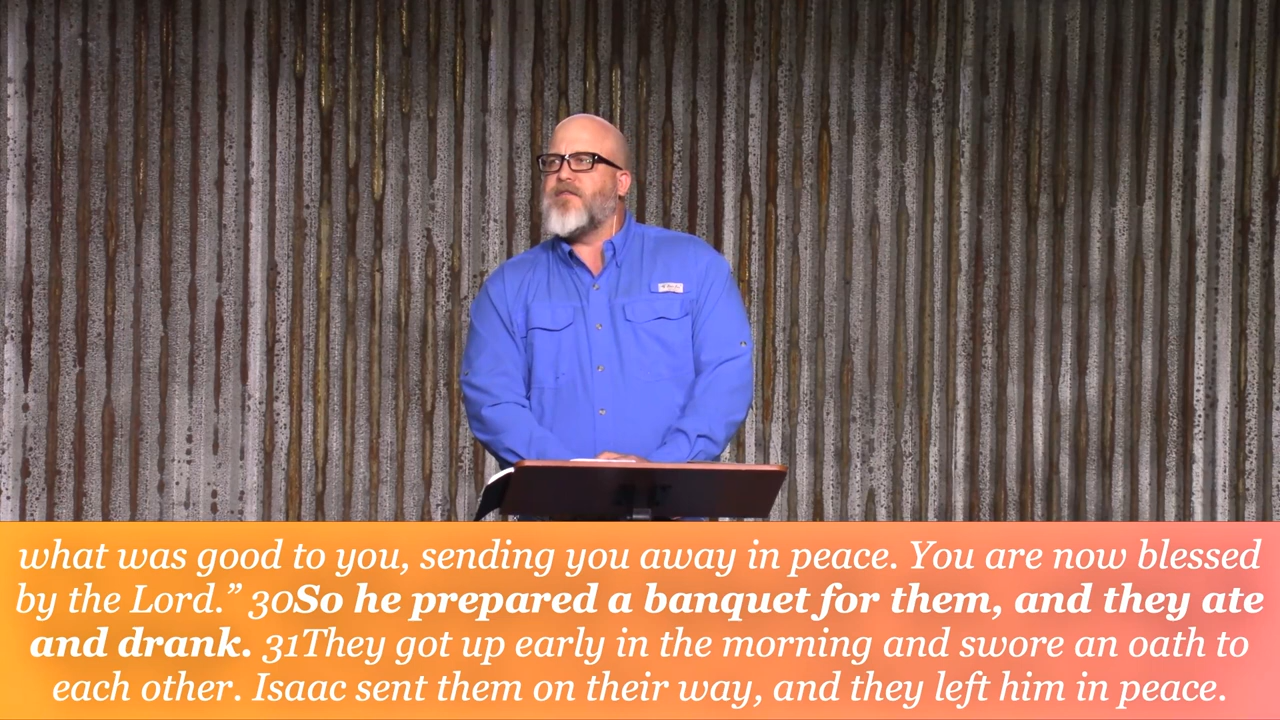 what was good to you, sending you away in peace. You are now blessed
by the Lord.” 30So he prepared a banquet for them, and they ate
and drank. 31They got up early in the morning and swore an oath to
each other. Isaac sent them on their way, and they left him in peace.